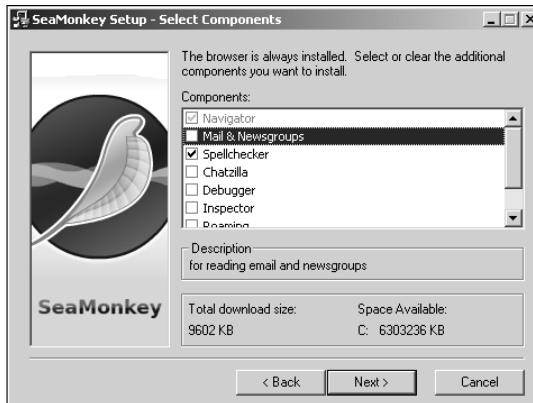 SeaMonkey Setup - Select Components
The browser is always installed. Select or clear the additional
components you want to install.
Components:
Navigator
Mail & Newsgroups
Spellchecker
Chatzilla
Debugger
Inspector
Roaming
Description
for reading email and newsgroups
SeaMonkey
Total download size:
Space Available:
9602 KB
C: 6303236 KB
< Back
Next >
Cancel